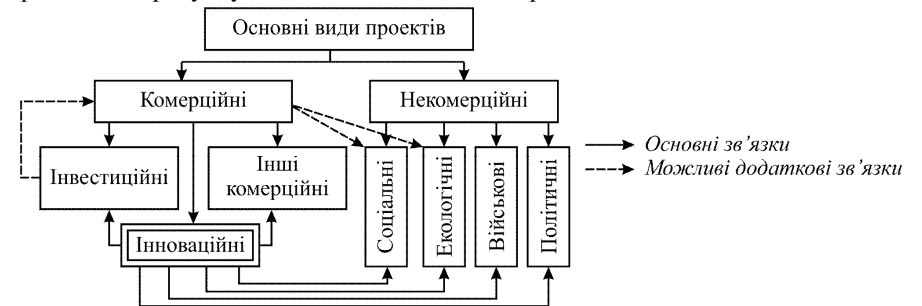 Основні види проектів
Комерційні
Некомерційні
Інвестиційні
Інші
комерційні
Інноваційні
Соціальні
Екологічні
Військові
Політичні
Основні зв’язки
Можливі додаткові зв’язки